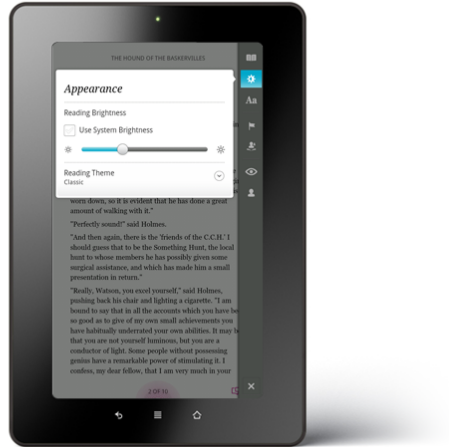 THE HOUND OF THE BASKERVILLES
Appearance
Reading Brightness
Use System Brightness
Reading Theme
Classic
Aa
worn down, so it is evident that he has done a great
amount of walking with it."
"Perfectly sound!" said Holmes.
"And then again, there is the 'friends of the C.C.H.' I
should guess that to be the Something Hunt, the local
hunt to whose members he has possibly given some
surgical assistance, and which has made him a small
presentation in return."
"Really, Watson, you excel yourself," said Holmes,
pushing back his chair and lighting a cigarette. "I am
bound to say that in all the accounts which you have be
so good as to give of my own small achievements you
have habitually underrated your own abilities. It may b
that you are not yourself luminous, but you are a
conductor of light. Some people without possessing
genius have a remarkable power of stimulating it. I
confess, my dear fellow, that I am very much in your
2 OF 16